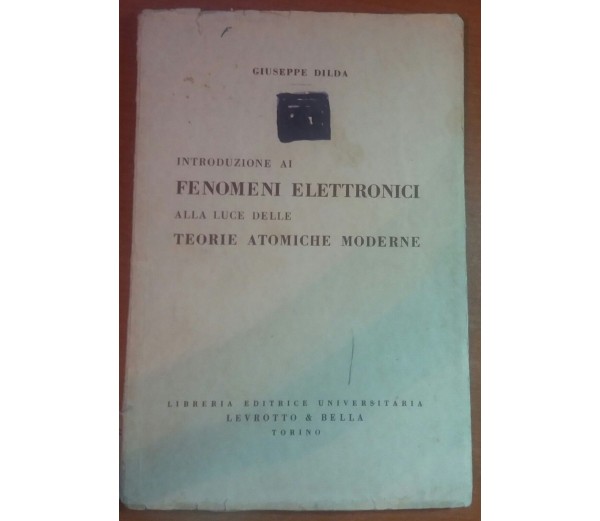 GIUSEPPE DILDA
INTRODUZIONE AI
FENOMENI ELETTRONICI
ALLA LUCE DELLE
TEORIE ATOMICHE MODERNE
LIBRERIA EDITRICE UNIVERSITARIA
LEVROTTO & BELLA
TORINO